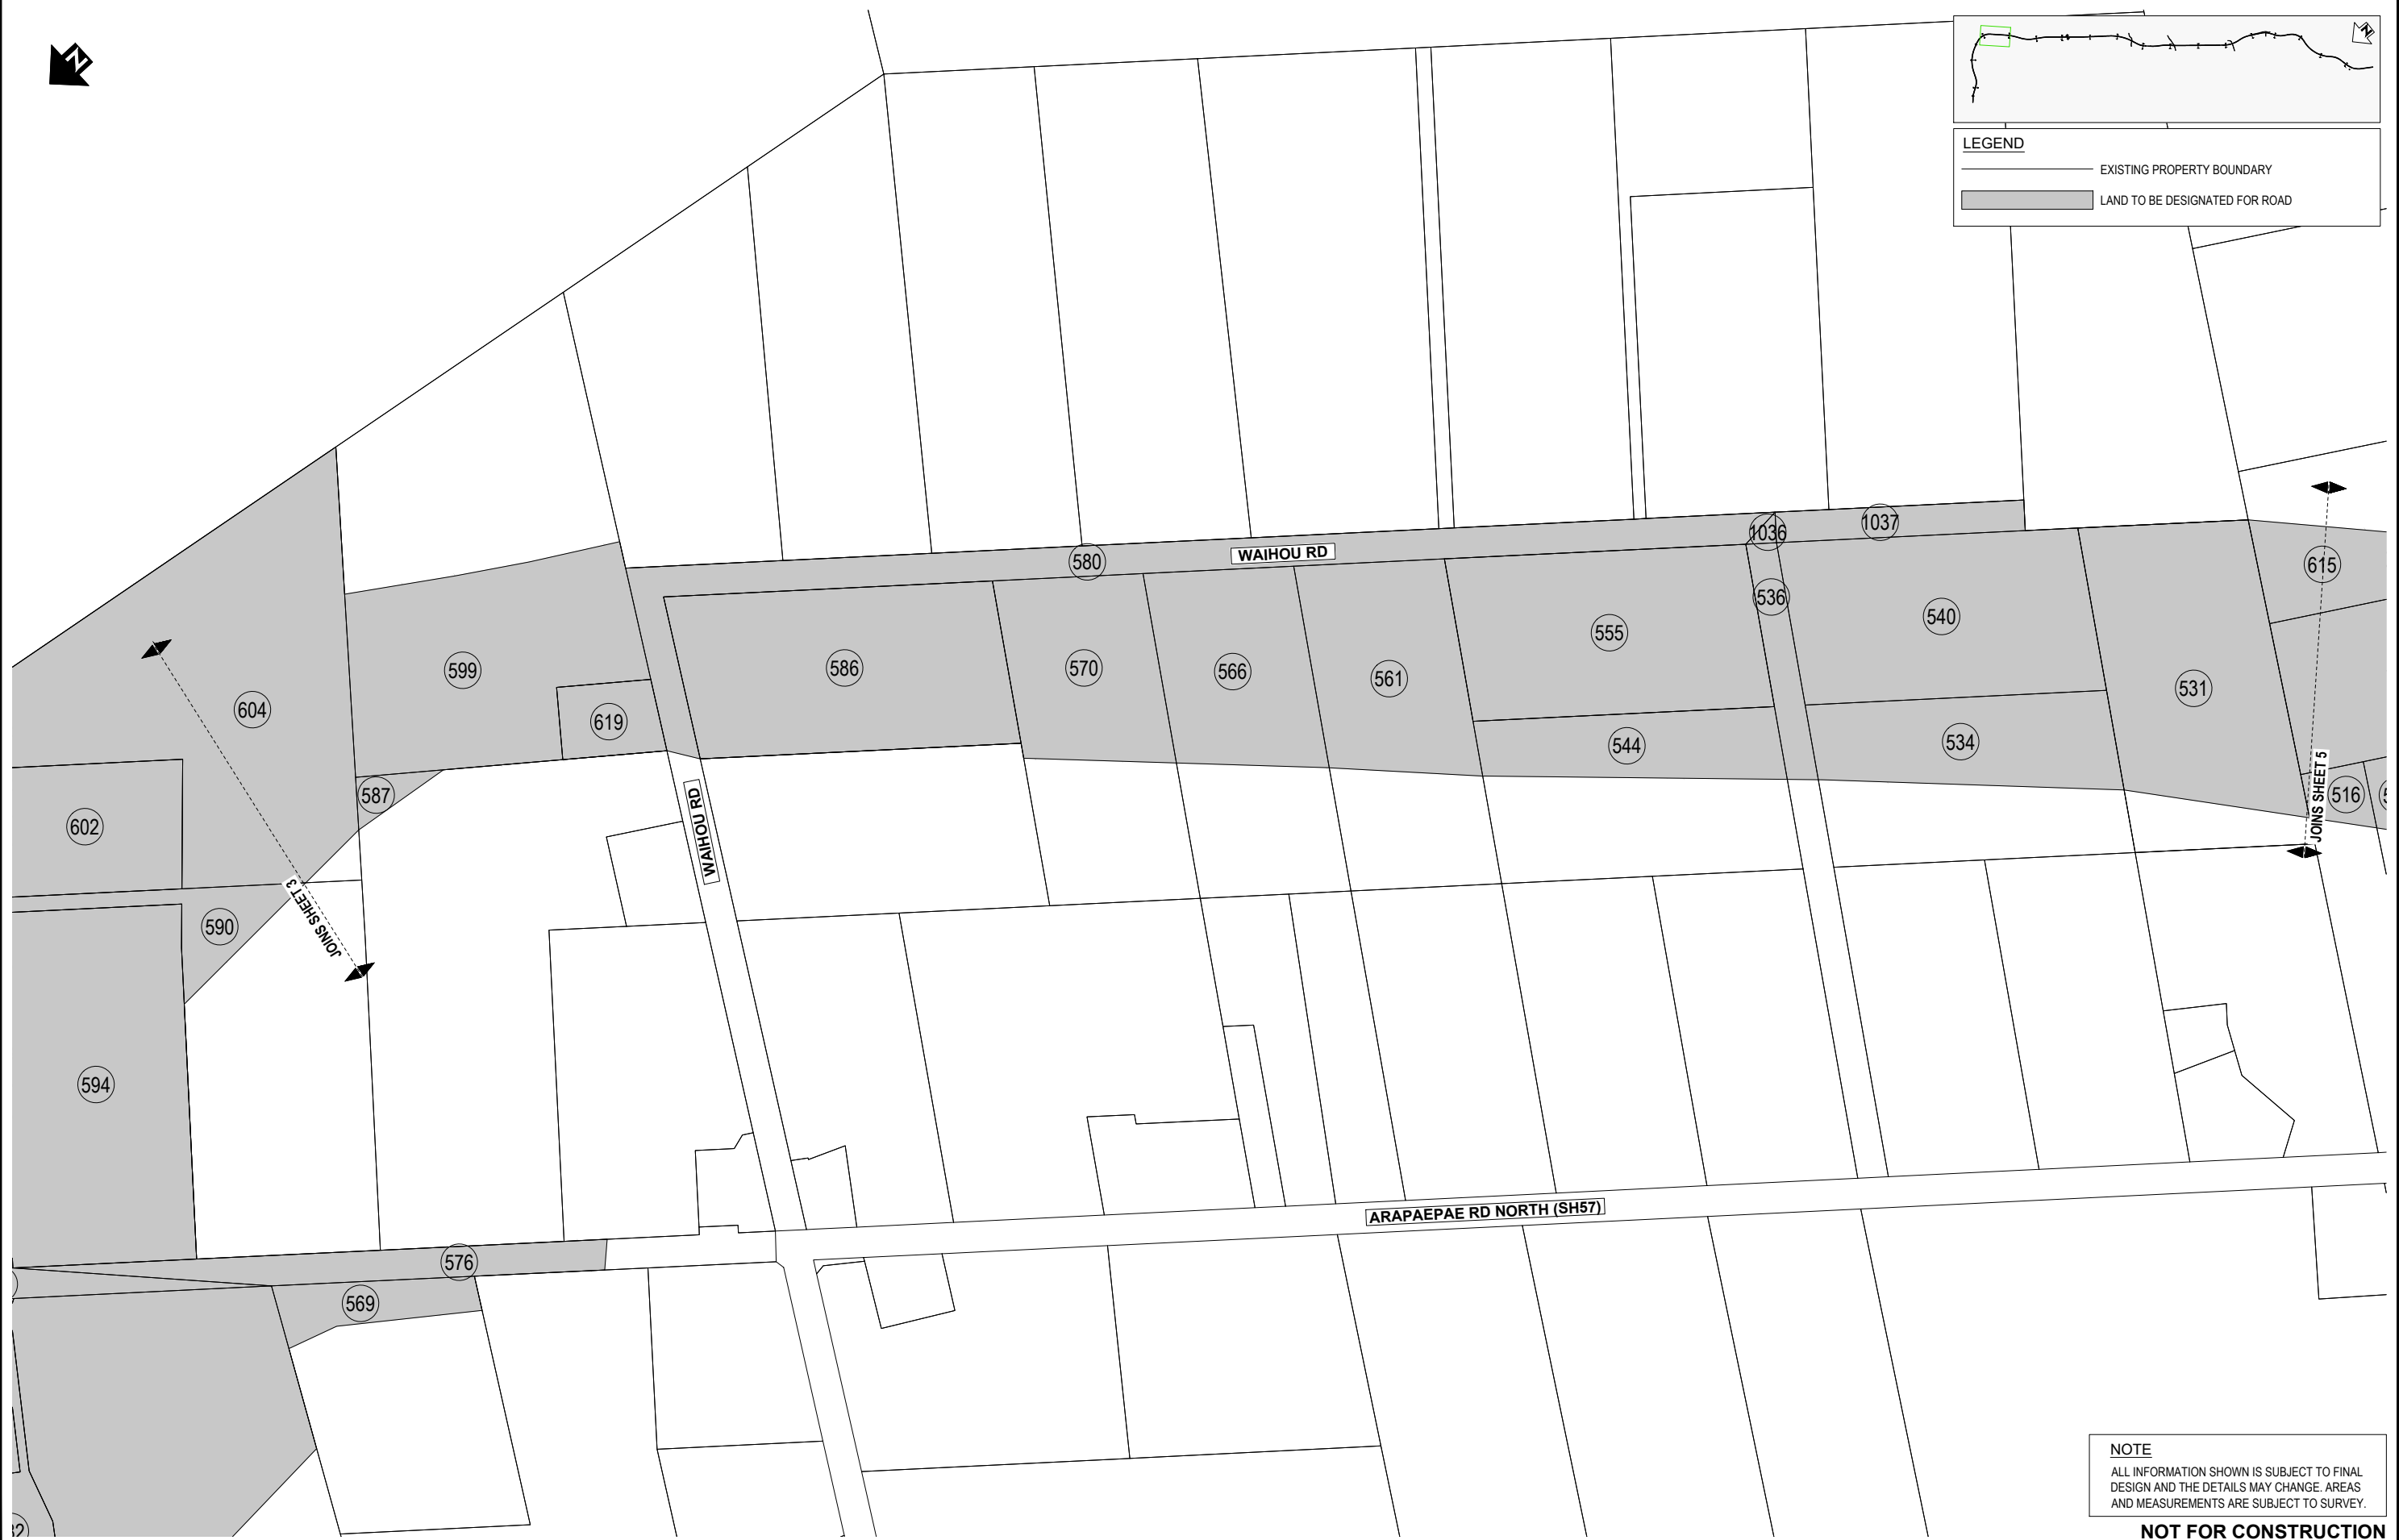 N
N
LEGEND
EXISTING PROPERTY BOUNDARY
LAND TO BE DESIGNATED FOR ROAD
1037
1036
WAIHOU RD
580
615
536
540
555
599
586
570
566
561
531
604
619
544
534
587
JOINS SHEET 5
516
602
WAIHOU RD
JOINS SHEET 3
590
594
ARAPAEPAE RD NORTH (SH57)
576
569
NOTE
ALL INFORMATION SHOWN IS SUBJECT TO FINAL
DESIGN AND THE DETAILS MAY CHANGE. AREAS
AND MEASUREMENTS ARE SUBJECT TO SURVEY.
NOT FOR CONSTRUCTION